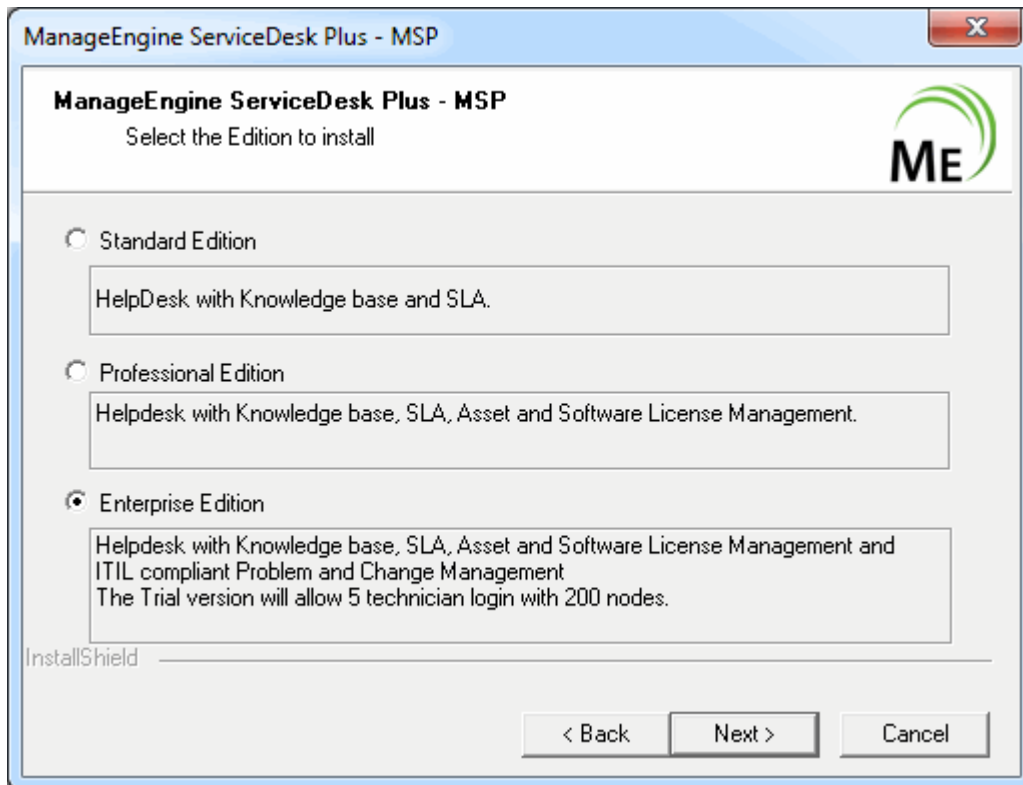 ManageEngine ServiceDesk Plus - MSP
ManageEngine ServiceDesk Plus - MSP
Select the Edition to install
ME
Standard Edition
HelpDesk with Knowledge base and SLA.
Professional Edition
Helpdesk with Knowledge base, SLA, Asset and Software License Management.
Enterprise Edition
Helpdesk with Knowledge base, SLA, Asset and Software License Management and
ITIL compliant Problem and Change Management
The Trial version will allow 5 technician login with 200 nodes.
InstallShield
< Back Next > Cancel